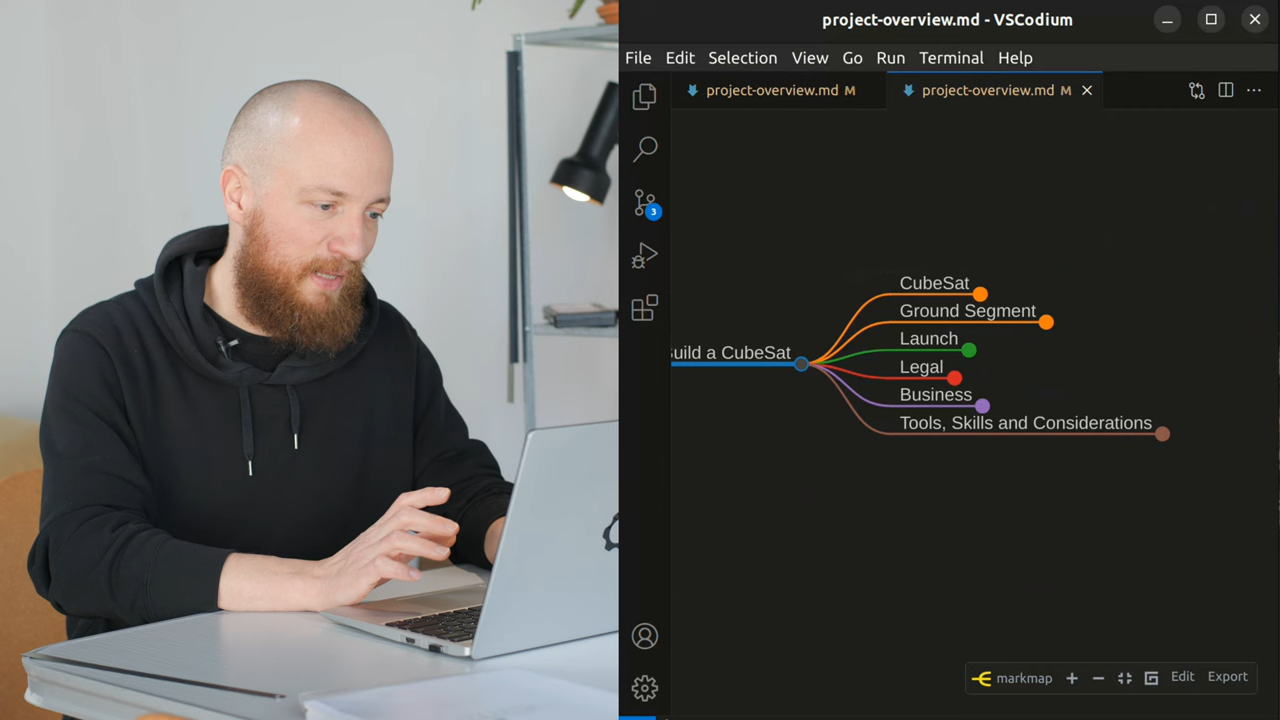 project-overview.md - VSCodium
File Edit Selection View Go Run Terminal Help
project-overview.md M
project-overview.md M
3
CubeSat
Ground Segment
Launch
Build a CubeSat
Legal
Business
Tools, Skills and Considerations
markmap + − Edit Export